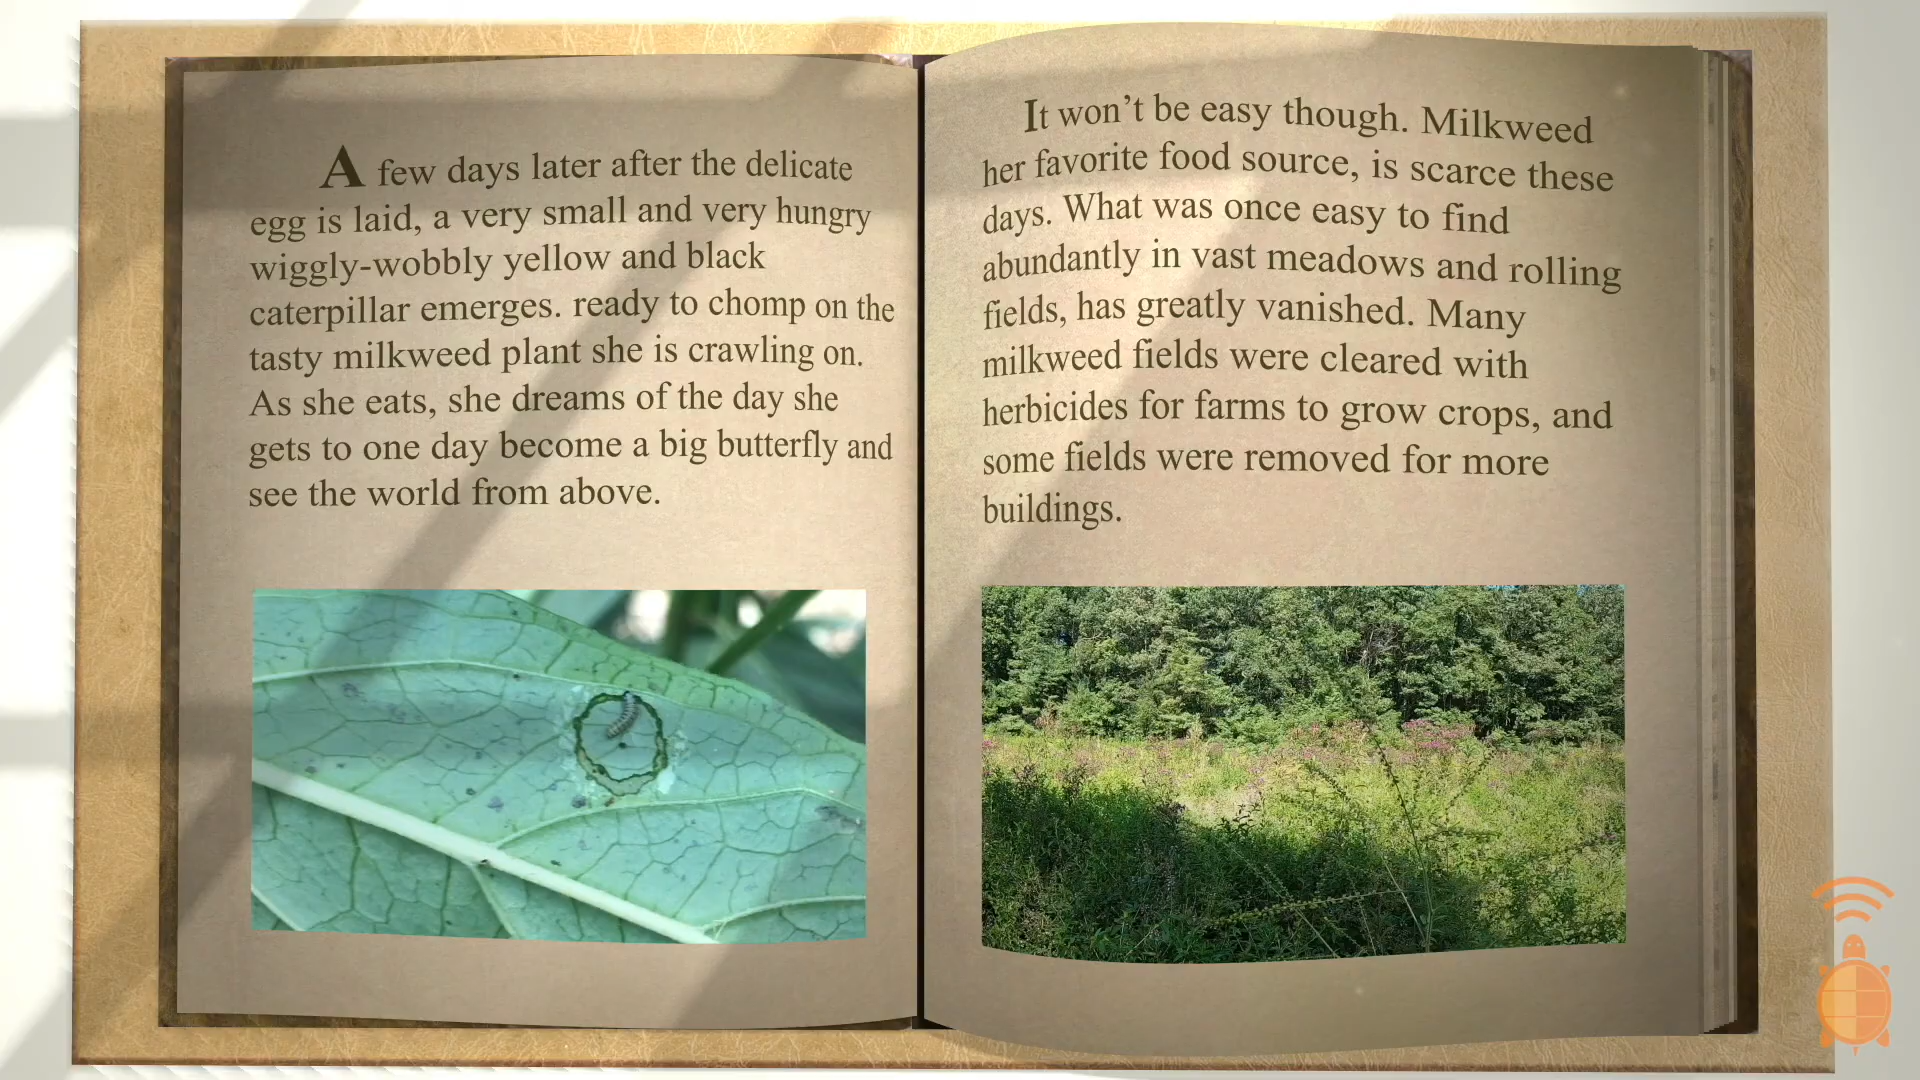 A few days later after the delicate
egg is laid, a very small and very hungry
wiggly-wobbly yellow and black
caterpillar emerges. ready to chomp on the
tasty milkweed plant she is crawling on.
As she eats, she dreams of the day she
gets to one day become a big butterfly and
see the world from above.
It won’t be easy though. Milkweed
her favorite food source, is scarce these
days. What was once easy to find
abundantly in vast meadows and rolling
fields, has greatly vanished. Many
milkweed fields were cleared with
herbicides for farms to grow crops, and
some fields were removed for more
buildings.